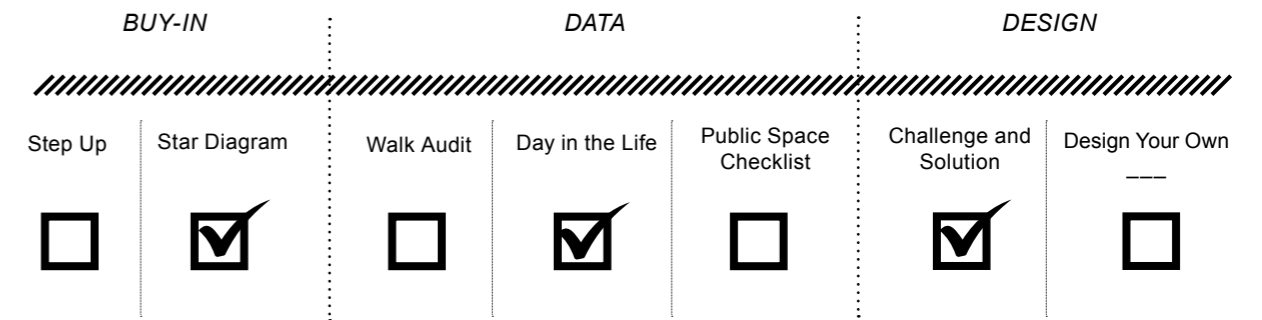 BUY-IN
DATA
DESIGN
Step Up
Star Diagram
Walk Audit
Day in the Life
Public Space
Checklist
Challenge and
Solution
Design Your Own
___